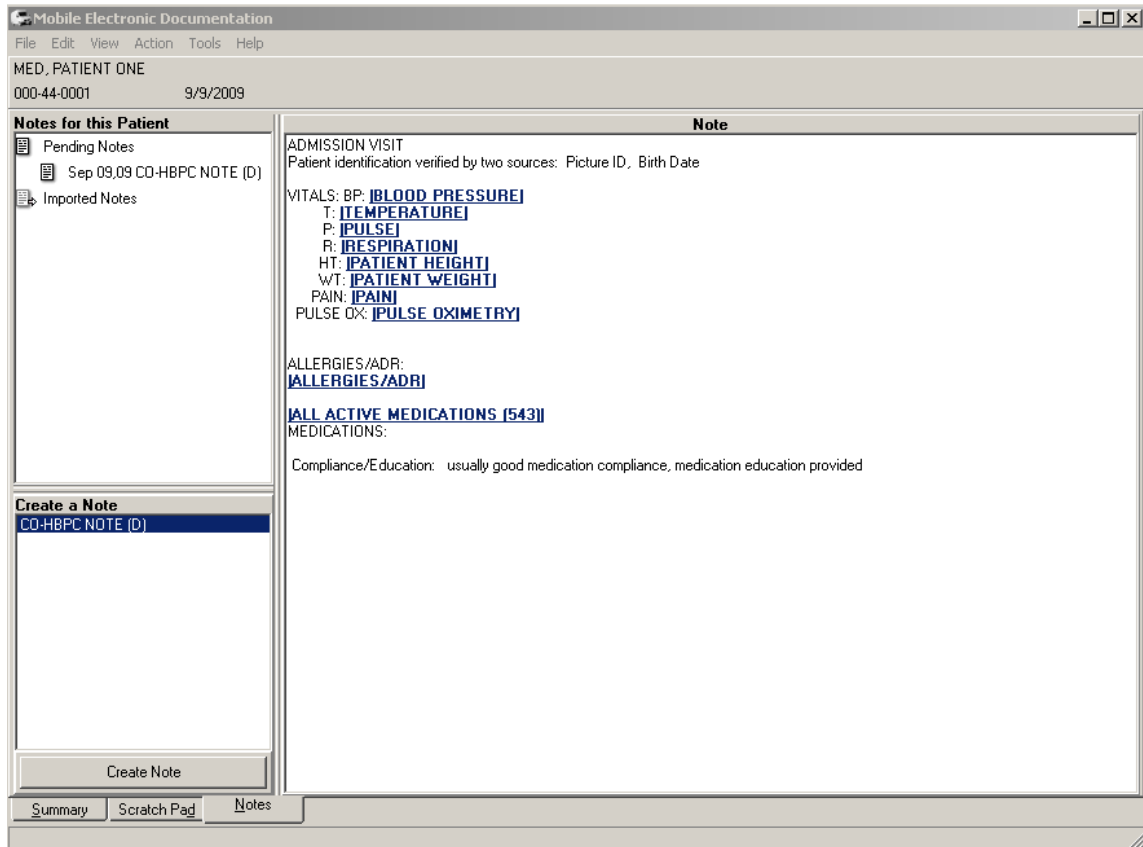 Mobile Electronic Documentation
File Edit View Action Tools Help
MED, PATIENT ONE
000-44-0001 9/9/2009
Notes for this Patient
Pending Notes
Sep 09,09 CO-HBPC NOTE (D)
Imported Notes
Create a Note
CO-HBPC NOTE (D)
Create Note
Note
ADMISSION VISIT
Patient identification verified by two sources: Picture ID, Birth Date
VITALS: BP: |BLOOD PRESSURE|
T: |TEMPERATURE|
P: |PULSE|
R: |RESPIRATION|
HT: |PATIENT HEIGHT|
WT: |PATIENT WEIGHT|
PAIN: |PAIN|
PULSE OX: |PULSE OXIMETRY|
ALLERGIES/ADR:
|ALLERGIES/ADR|
|ALL ACTIVE MEDICATIONS (543)|
MEDICATIONS:
Compliance/Education: usually good medication compliance, medication education provided
Summary Scratch Pad Notes